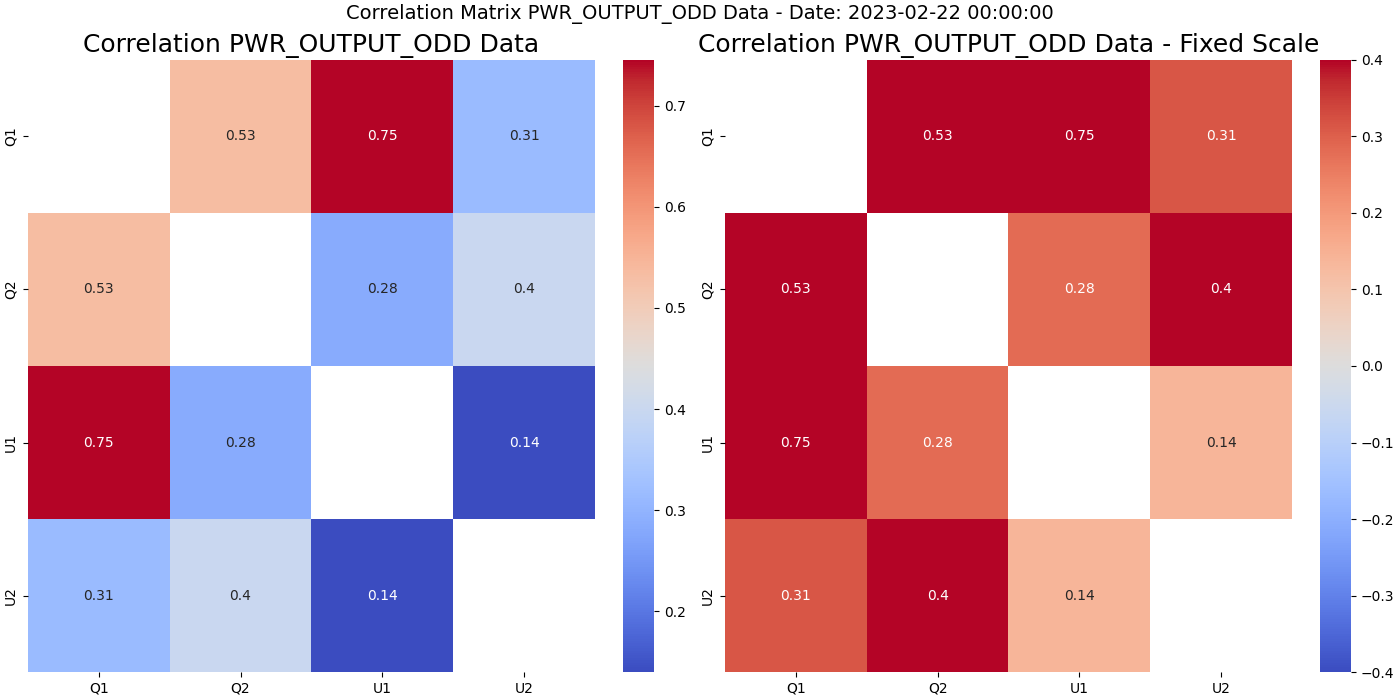 Correlation Matrix PWR_OUTPUT_ODD Data - Date: 2023-02-22 00:00:00
Correlation PWR_OUTPUT_ODD Data
Q1
0.53
0.75
0.31
Q2
0.53
0.28
0.4
U1
0.75
0.28
0.14
U2
0.31
0.4
0.14
Q1
Q2
U1
U2
0.7
0.6
0.5
0.4
0.3
0.2
Correlation PWR_OUTPUT_ODD Data - Fixed Scale
Q1
0.53
0.75
0.31
Q2
0.53
0.28
0.4
U1
0.75
0.28
0.14
U2
0.31
0.4
0.14
Q1
Q2
U1
U2
0.4
0.3
0.2
0.1
0.0
−0.1
−0.2
−0.3
−0.4